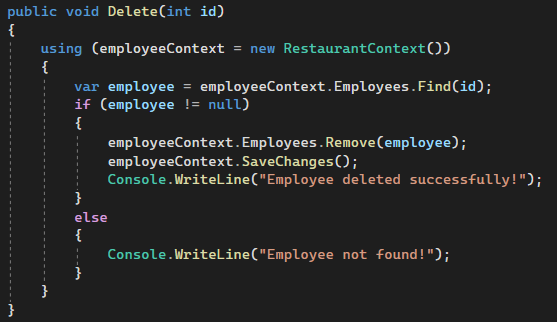 public void Delete(int id)
{
    using (employeeContext = new RestaurantContext())
    {
        var employee = employeeContext.Employees.Find(id);
        if (employee != null)
        {
            employeeContext.Employees.Remove(employee);
            employeeContext.SaveChanges();
            Console.WriteLine("Employee deleted successfully!");
        }
        else
        {
            Console.WriteLine("Employee not found!");
        }
    }
}